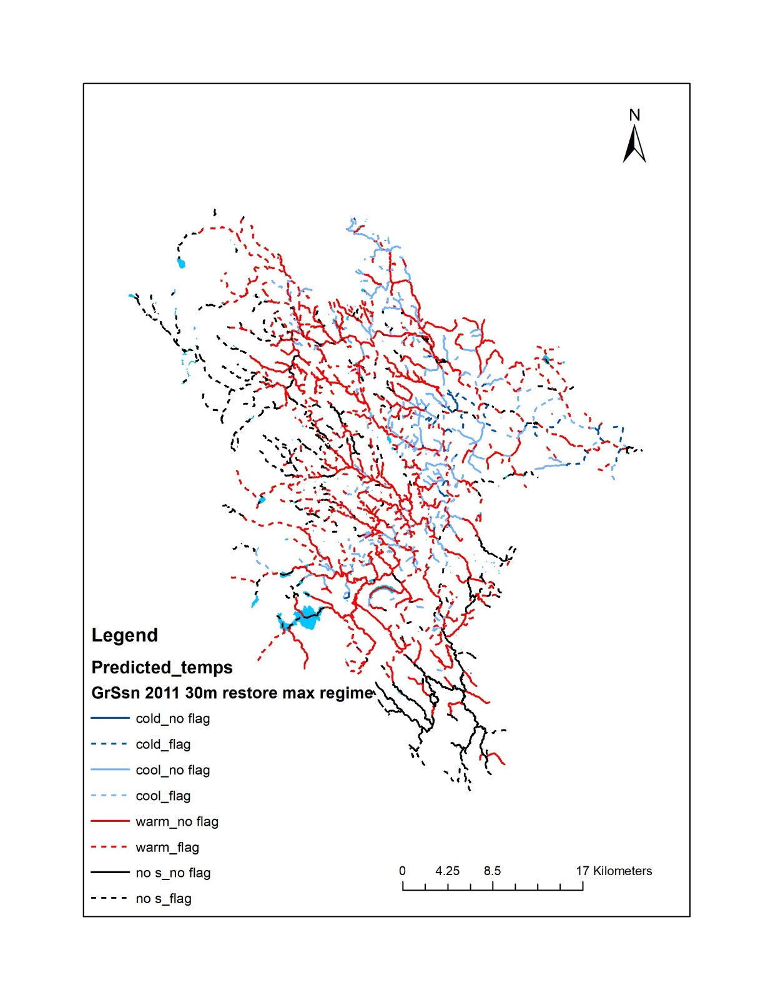 N
Legend
Predicted_temps
GrSsn 2011 30m restore max regime
cold_no flag
cold_flag
cool_no flag
cool_flag
warm_no flag
warm_flag
no s_no flag
no s_flag
0 4.25 8.5 17 Kilometers